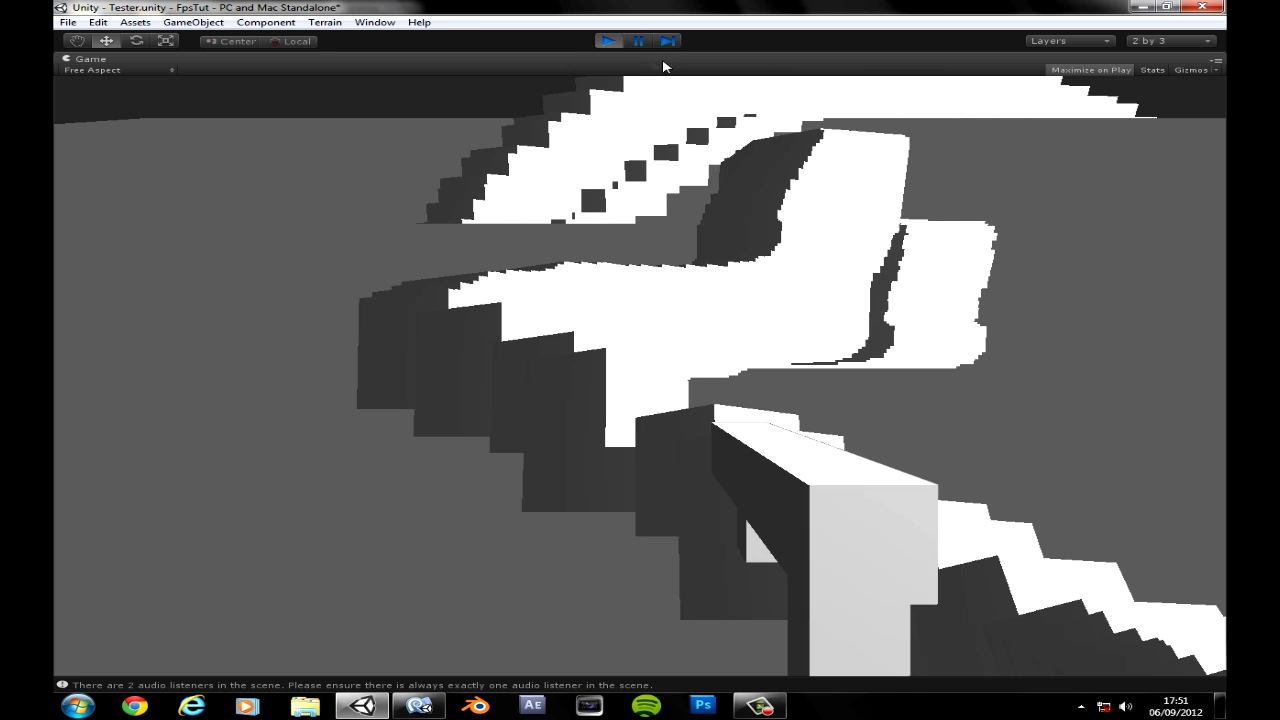 Unity - Tester.unity - FpsTut - PC and Mac Standalone*
File Edit Assets GameObject Component Terrain Window Help
Center Local Layers 2 by 3
Game
Free Aspect Maximize on Play Stats Gizmos
There are 2 audio listeners in the scene. Please ensure there is always exactly one audio listener in the scene.
Ae Ps
17:51
06/09/2012